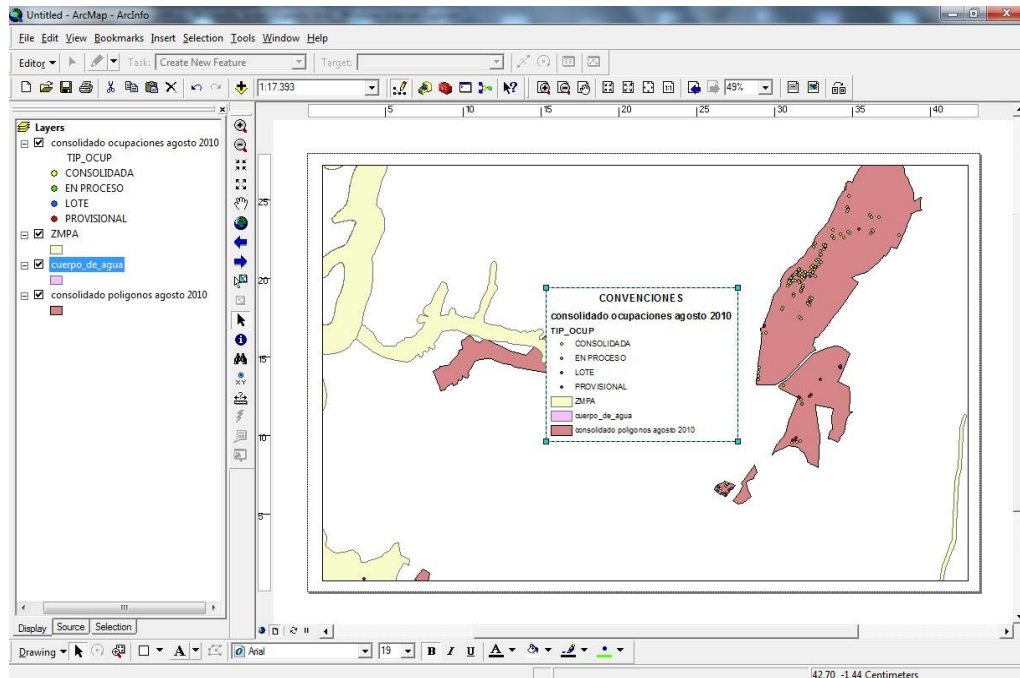 Untitled - ArcMap - ArcInfo
File Edit View Bookmarks Insert Selection Tools Window Help
Editor Task: Create New Feature Target:
1:17.393 49%
Layers
consolidado ocupaciones agosto 2010
TIP_OCUP
CONSOLIDADA
EN PROCESO
LOTE
PROVISIONAL
ZMPA
cuerpo_de_agua
consolidado poligonos agosto 2010
5 10 15 20 25 30 35 40
25
20
15
10
5
CONVENCIONES
consolidado ocupaciones agosto 2010
TIP_OCUP
CONSOLIDADA
EN PROCESO
LOTE
PROVISIONAL
ZMPA
cuerpo_de_agua
consolidado poligonos agosto 2010
Display Source Selection
Drawing A Arial 19 B I U A
42.70 -1.44 Centimeters